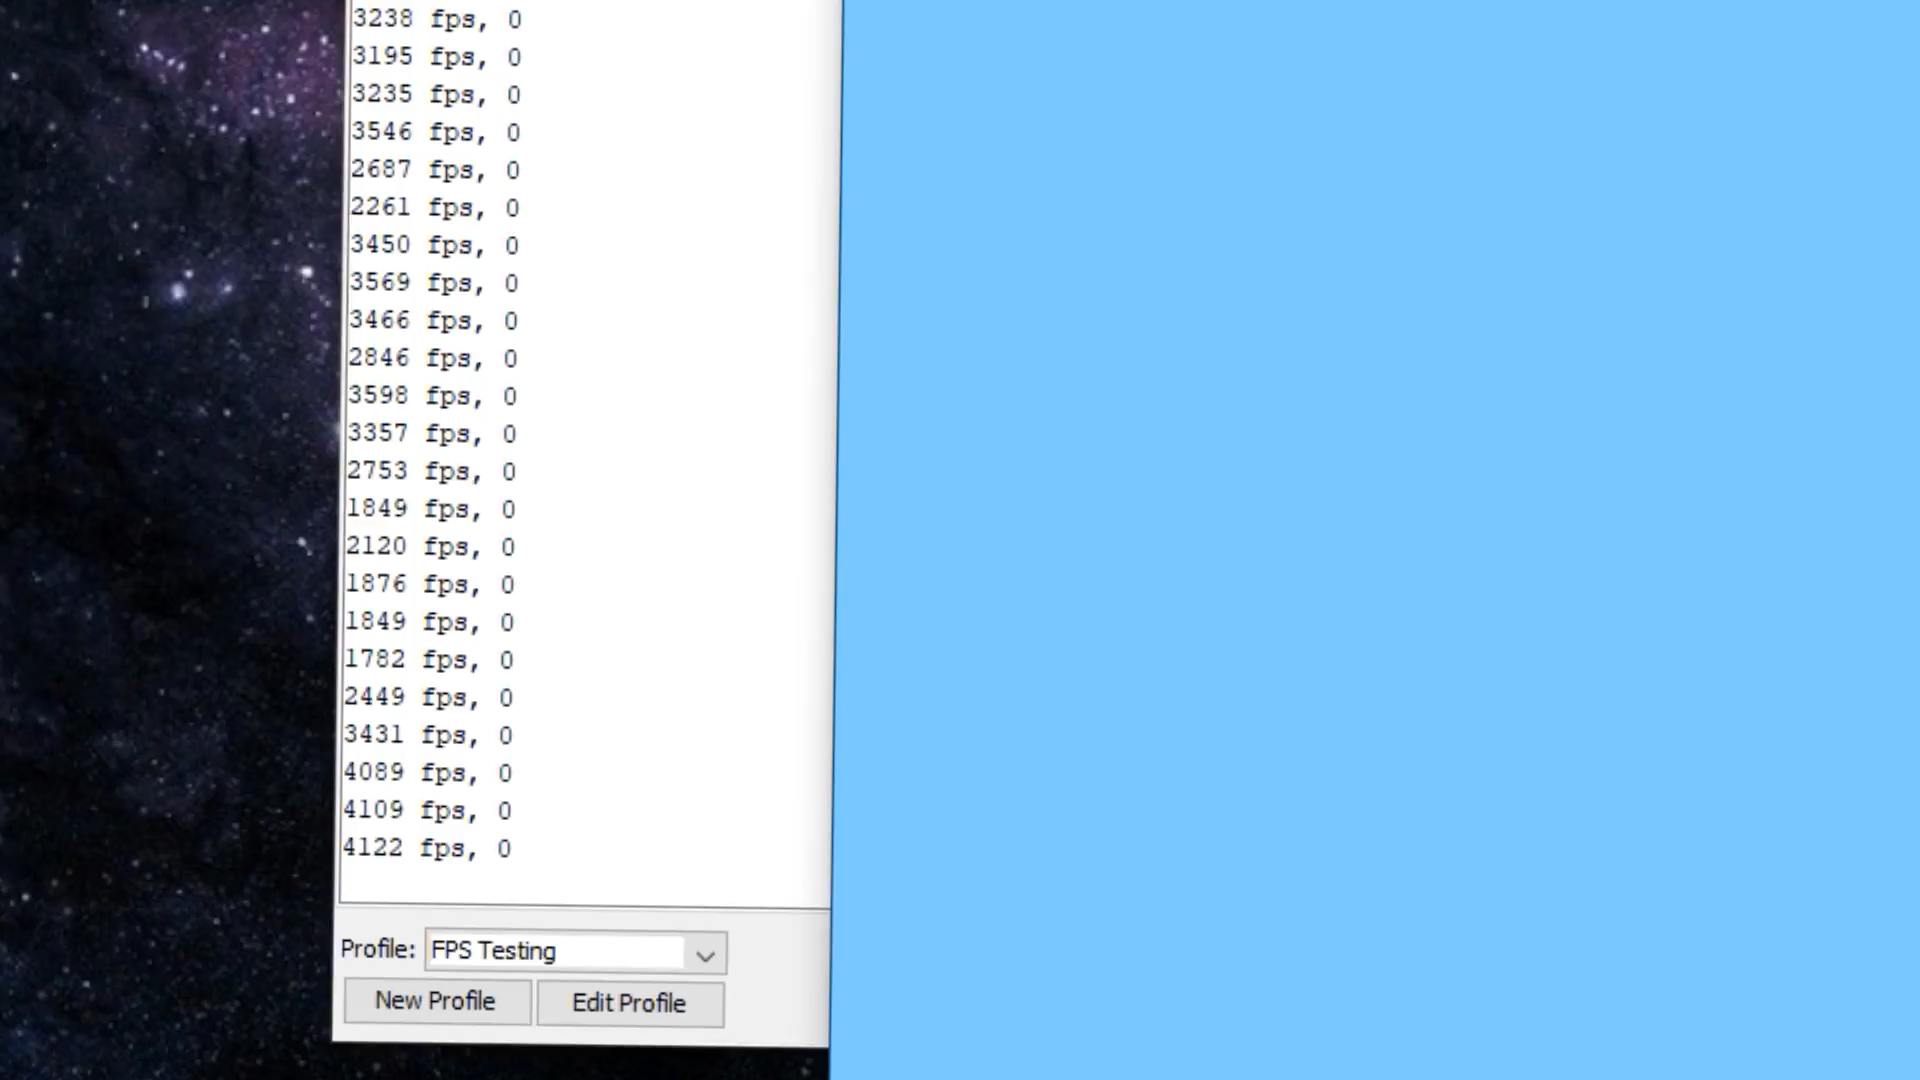 3238 fps, 0
3195 fps, 0
3235 fps, 0
3546 fps, 0
2687 fps, 0
2261 fps, 0
3450 fps, 0
3569 fps, 0
3466 fps, 0
2846 fps, 0
3598 fps, 0
3357 fps, 0
2753 fps, 0
1849 fps, 0
2120 fps, 0
1876 fps, 0
1849 fps, 0
1782 fps, 0
2449 fps, 0
3431 fps, 0
4089 fps, 0
4109 fps, 0
4122 fps, 0
Profile: FPS Testing
New Profile Edit Profile